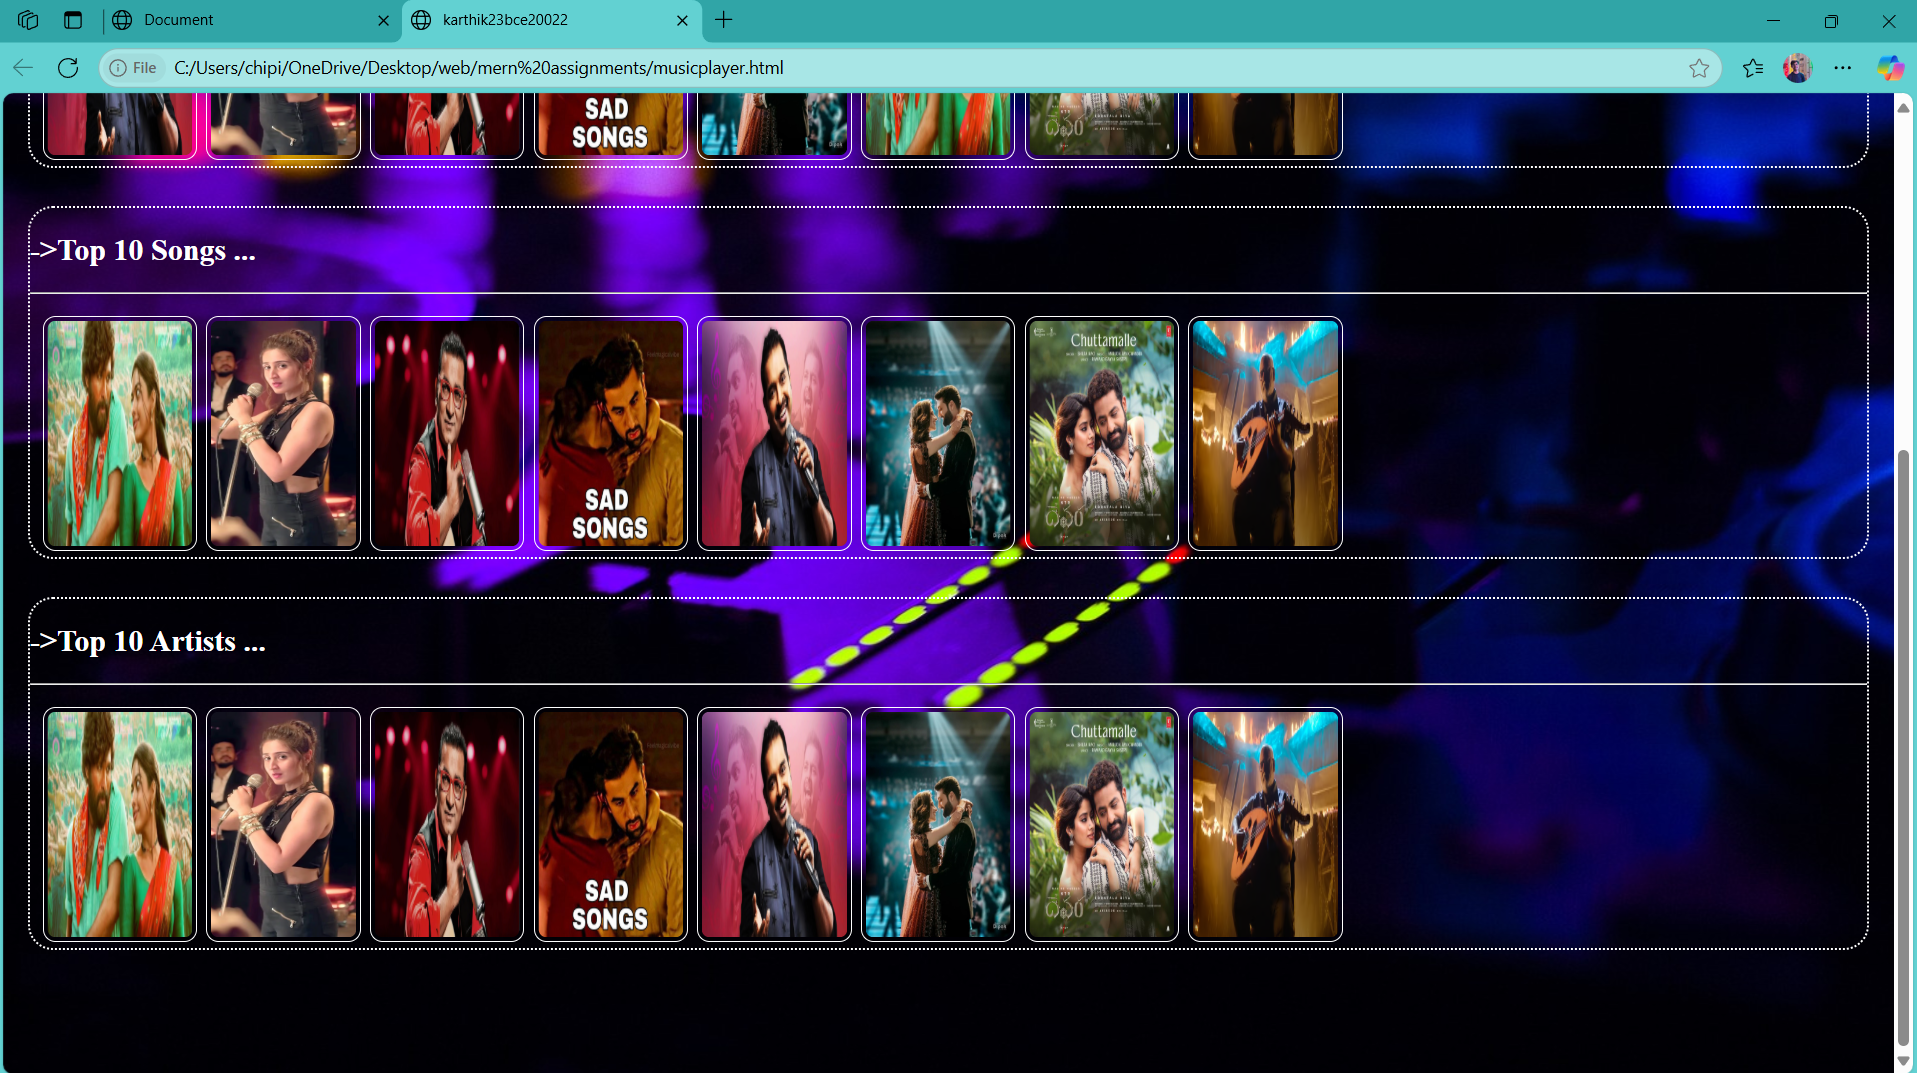 Document
karthik23bce20022
File
C:/Users/chipi/OneDrive/Desktop/web/mern%20assignments/musicplayer.html
SAD
SONGS
->Top 10 Songs ...
SAD
SONGS
Chuttamalle
->Top 10 Artists ...
SAD
SONGS
Chuttamalle